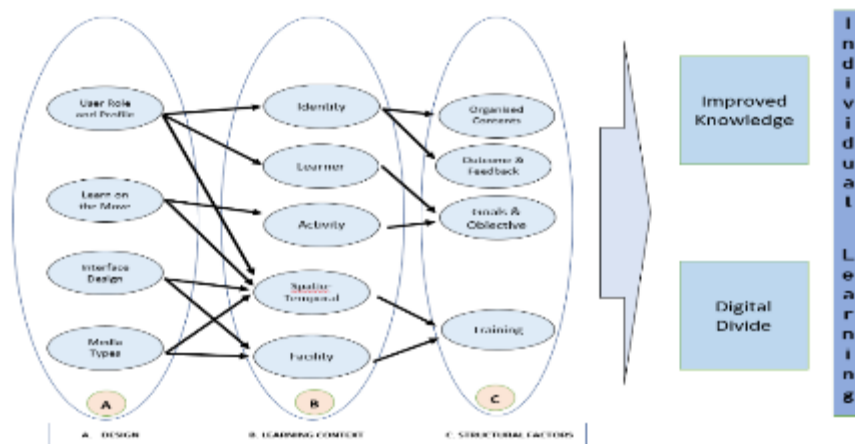 User Role
and Profile
Learn on
the Move
Interface
Design
Media
Types
A
Identity
Learner
Activity
Spatio-
Temporal
Facility
B
Organised
Contents
Outcome &
Feedback
Goals &
Objective
Training
C
Improved
Knowledge
Digital
Divide
Individual Learning
A. DESIGN
B. LEARNING CONTEXT
C. STRUCTURAL FACTORS